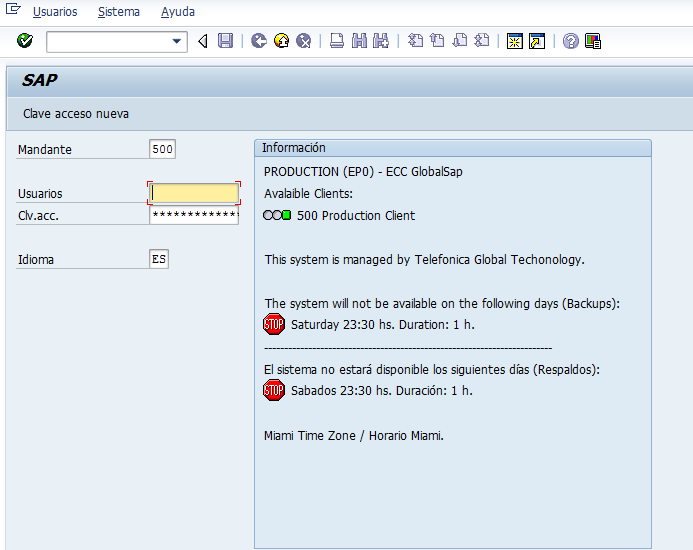 Usuarios Sistema Ayuda
SAP
Clave acceso nueva
Mandante 500
Usuarios
Clv.acc. *************
Idioma ES
Información
PRODUCTION (EP0) - ECC GlobalSap
Avalaible Clients:
500 Production Client
This system is managed by Telefonica Global Techonology.
The system will not be available on the following days (Backups):
STOP Saturday 23:30 hs. Duration: 1 h.
------------------------------------------------------------------------
El sistema no estará disponible los siguientes días (Respaldos):
STOP Sabados 23:30 hs. Duración: 1 h.
Miami Time Zone / Horario Miami.